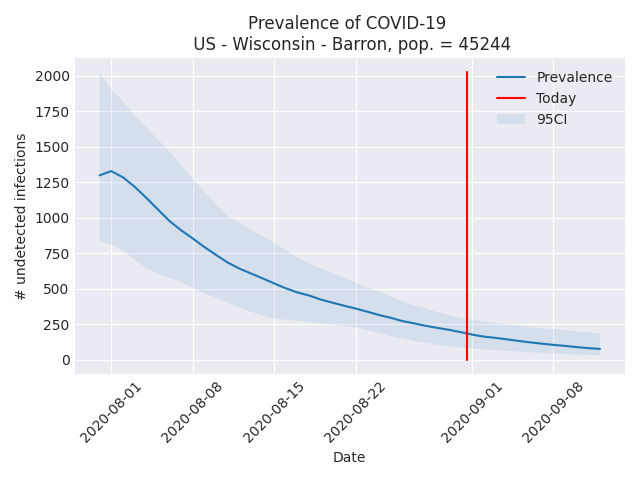 Prevalence of COVID-19
US - Wisconsin - Barron, pop. = 45244
2000
1750
1500
1250
1000
750
500
250
0
# undetected infections
Prevalence
Today
95CI
2020-08-01
2020-08-08
2020-08-15
2020-08-22
2020-09-01
2020-09-08
Date